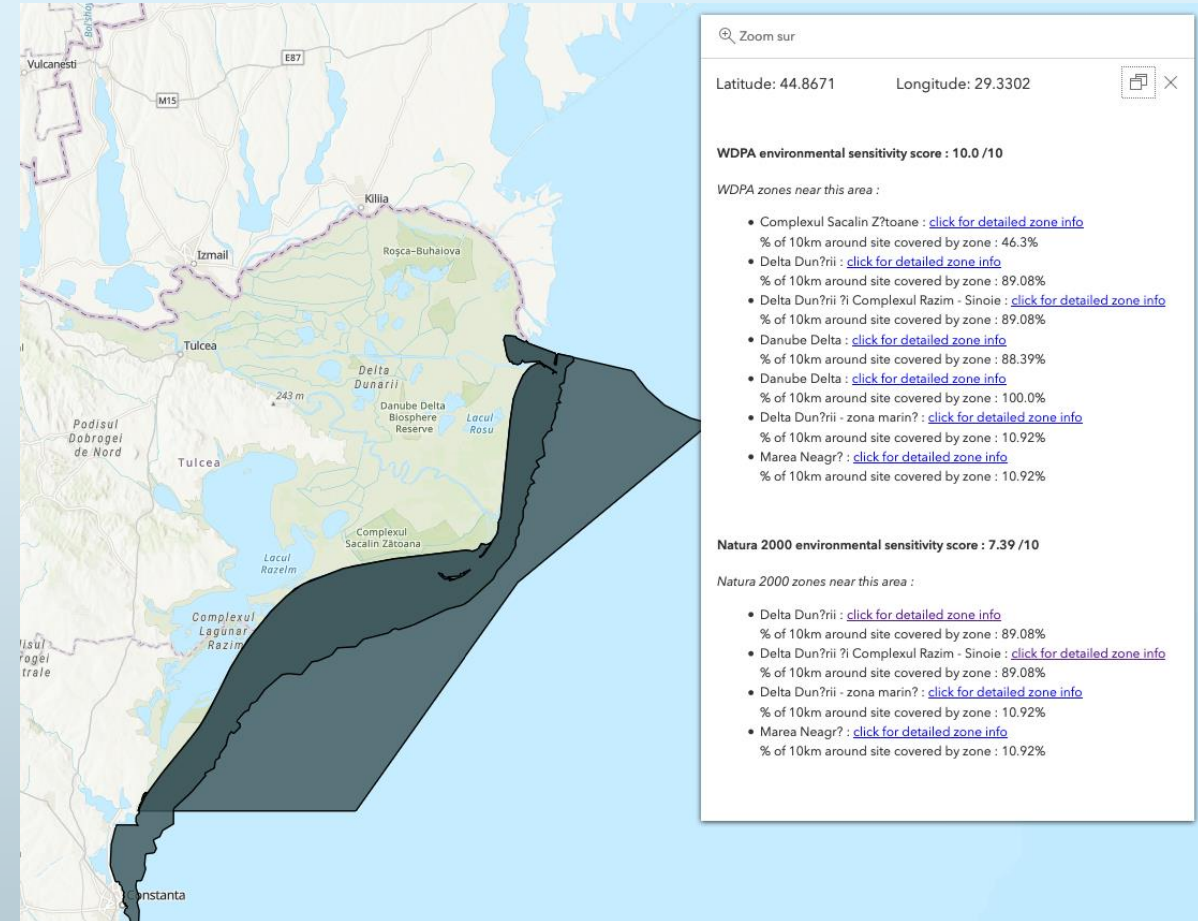 Bol'shoy
Vulcanesti
E87
M15
Kiliia
Izmail
Roşca–Buhaiova
Tulcea
Delta
Dunarii
243 m
Danube Delta
Biosphere
Reserve
Lacul
Rosu
Podisul
Dobrogei
de Nord
Tulcea
Complexul
Sacalin Zătoana
Lacul
Razelm
Complexul
Lagunar
Razim
Constanta
Zoom sur
Latitude: 44.8671 Longitude: 29.3302
WDPA environmental sensitivity score : 10.0 /10
WDPA zones near this area :
• Complexul Sacalin Z?toane : click for detailed zone info
% of 10km around site covered by zone : 46.3%
• Delta Dun?rii : click for detailed zone info
% of 10km around site covered by zone : 89.08%
• Delta Dun?rii ?i Complexul Razim - Sinoie : click for detailed zone info
% of 10km around site covered by zone : 89.08%
• Danube Delta : click for detailed zone info
% of 10km around site covered by zone : 88.39%
• Danube Delta : click for detailed zone info
% of 10km around site covered by zone : 100.0%
• Delta Dun?rii - zona marin? : click for detailed zone info
% of 10km around site covered by zone : 10.92%
• Marea Neagr? : click for detailed zone info
% of 10km around site covered by zone : 10.92%
Natura 2000 environmental sensitivity score : 7.39 /10
Natura 2000 zones near this area :
• Delta Dun?rii : click for detailed zone info
% of 10km around site covered by zone : 89.08%
• Delta Dun?rii ?i Complexul Razim - Sinoie : click for detailed zone info
% of 10km around site covered by zone : 89.08%
• Delta Dun?rii - zona marin? : click for detailed zone info
% of 10km around site covered by zone : 10.92%
• Marea Neagr? : click for detailed zone info
% of 10km around site covered by zone : 10.92%